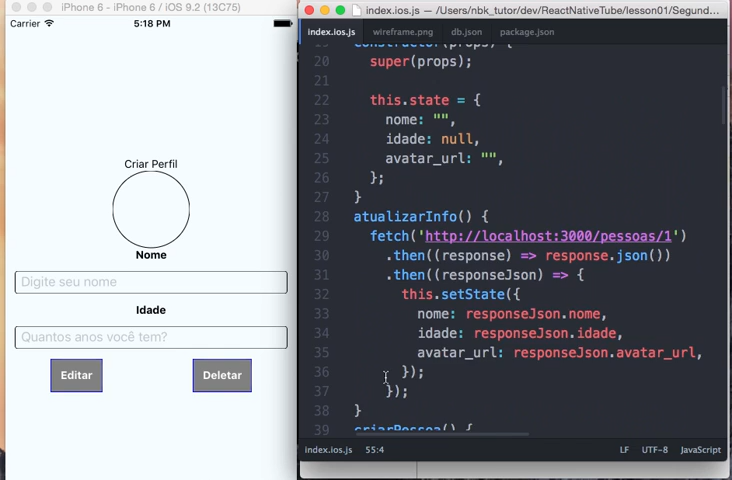 iPhone 6 - iPhone 6 / iOS 9.2 (13C75)
Carrier 5:18 PM
Criar Perfil
Nome
Digite seu nome
Idade
Quantos anos você tem?
Editar Deletar
index.ios.js — /Users/nbk_tutor/dev/ReactNativeTube/lesson01/Segund...
index.ios.js wireframe.png db.json package.json
19 constructor(props) {
20 super(props);
21
22 this.state = {
23 nome: "",
24 idade: null,
25 avatar_url: "",
26 };
27 }
28 atualizarInfo() {
29 fetch('http://localhost:3000/pessoas/1')
30 .then((response) => response.json())
31 .then((responseJson) => {
32 this.setState({
33 nome: responseJson.nome,
34 idade: responseJson.idade,
35 avatar_url: responseJson.avatar_url,
36 });
37 });
38 }
39 criarPessoa() {
index.ios.js 55:4 LF UTF-8 JavaScript